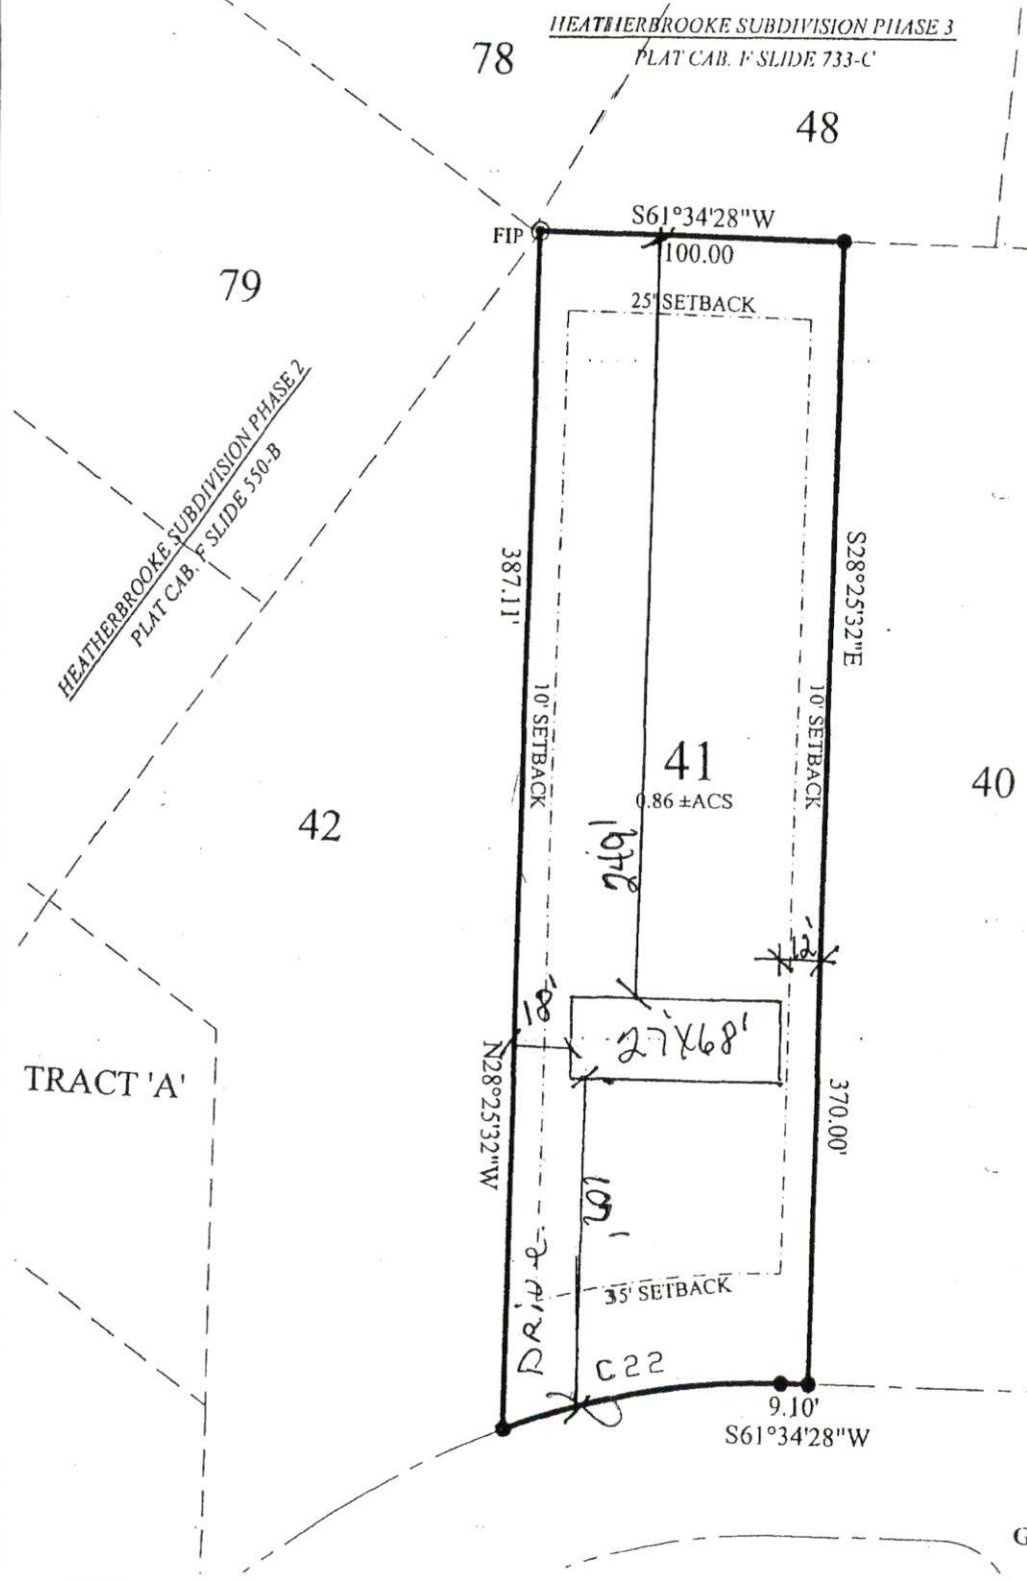 HEATHERBROOKE SUBDIVISION PHASE 3
PLAT CAB. F SLIDE 733-C
78
48
S61°34'28"W
FIP
100.00
79
25' SETBACK
HEATHERBROOKE SUBDIVISION PHASE 2
PLAT CAB. F SLIDE 550-B
387.11'
S28°25'32"E
10' SETBACK
10' SETBACK
41
0.86 ±ACS
40
42
249'
12'
18'
27'X68'
TRACT 'A'
N28°25'32"W
370.00'
DRIVE
35' SETBACK
C22
9.10'
S61°34'28"W
G